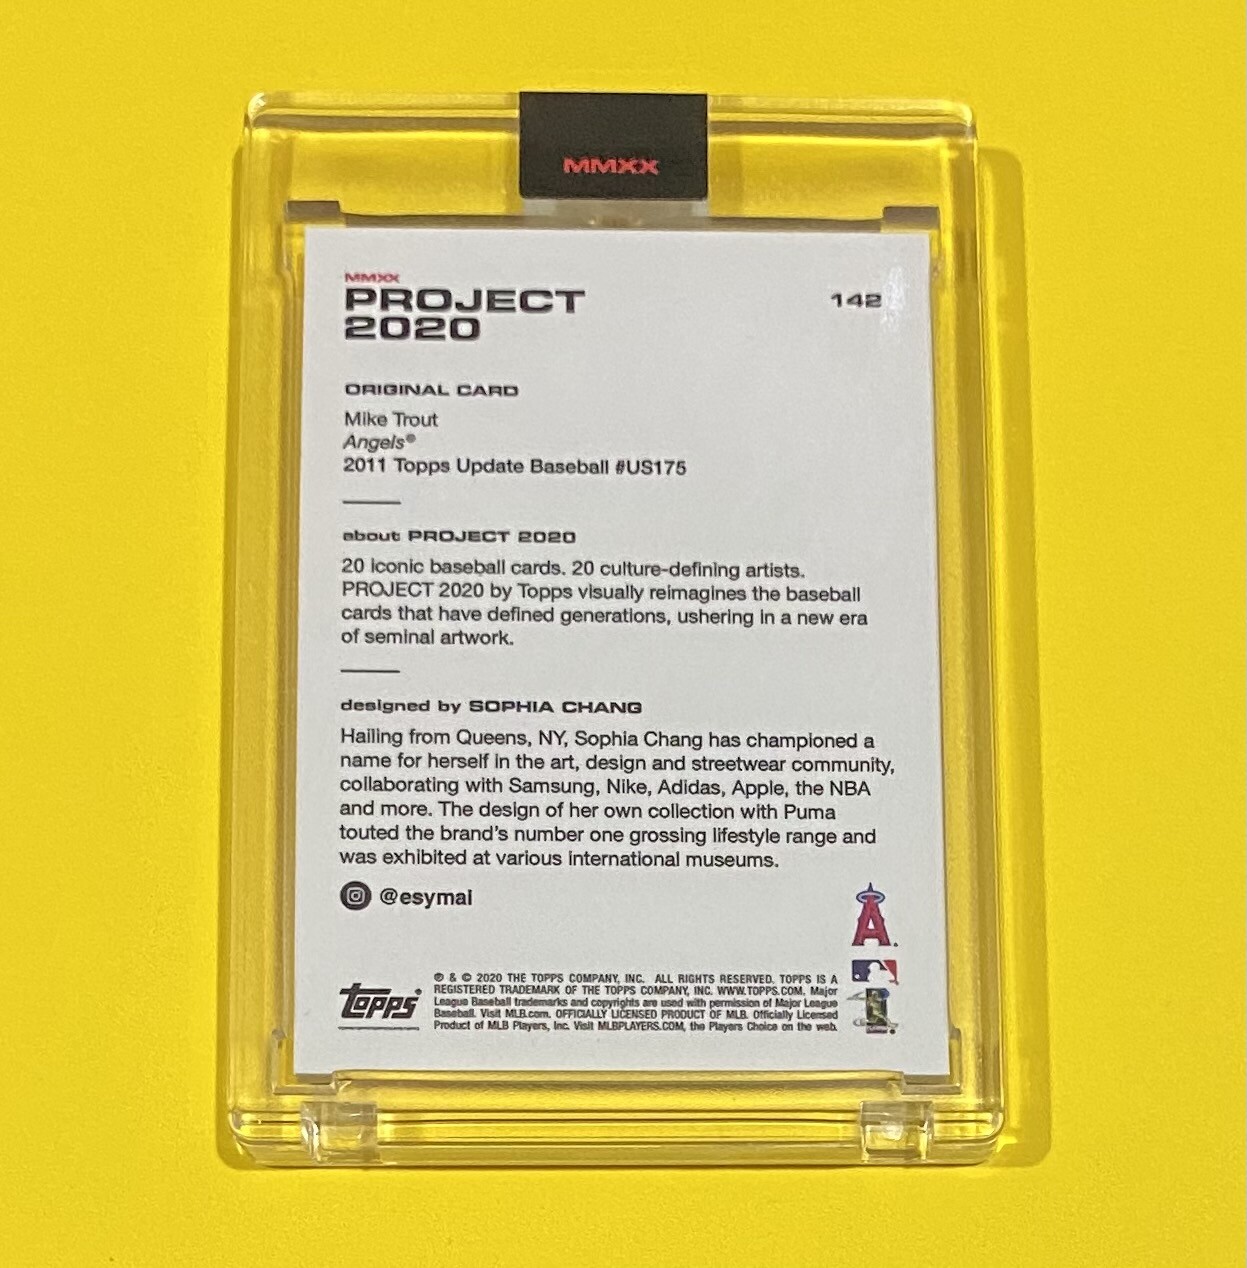 MMXX
MMXX
PROJECT
2020
142
ORIGINAL CARD
Mike Trout
Angels®
2011 Topps Update Baseball #US175
about PROJECT 2020
20 iconic baseball cards. 20 culture-defining artists.
PROJECT 2020 by Topps visually reimagines the baseball
cards that have defined generations, ushering in a new era
of seminal artwork.
designed by SOPHIA CHANG
Hailing from Queens, NY, Sophia Chang has championed a
name for herself in the art, design and streetwear community,
collaborating with Samsung, Nike, Adidas, Apple, the NBA
and more. The design of her own collection with Puma
touted the brand's number one grossing lifestyle range and
was exhibited at various international museums.
@esymai
A
topps®
® & © 2020 THE TOPPS COMPANY, INC. ALL RIGHTS RESERVED. TOPPS IS A
REGISTERED TRADEMARK OF THE TOPPS COMPANY, INC. WWW.TOPPS.COM. Major
League Baseball trademarks and copyrights are used with permission of Major League
Baseball. Visit MLB.com. OFFICIALLY LICENSED PRODUCT OF MLB. Officially Licensed
Product of MLB Players, Inc. Visit MLBPLAYERS.COM, the Players Choice on the web.